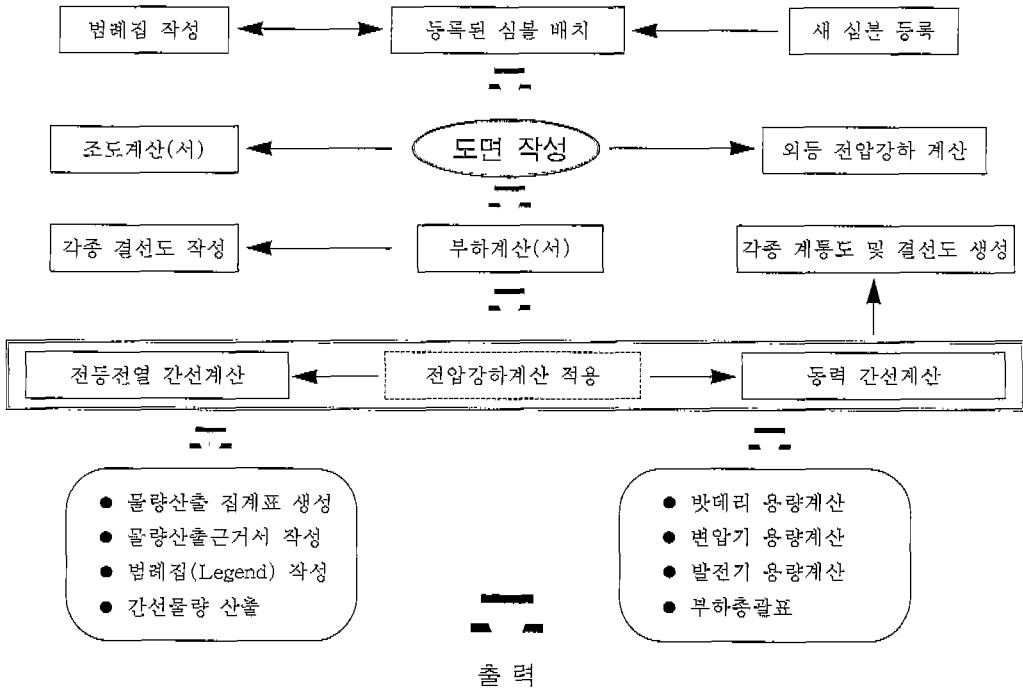 범례집 작성
등록된 심볼 배치
새 심볼 등록
조도계산(서)
도면 작성
외등 전압강하 계산
각종 결선도 작성
부하계산(서)
각종 계통도 및 결선도 생성
전등전열 간선계산
전압강하계산 적용
동력 간선계산
● 물량산출 집계표 생성
● 물량산출근거서 작성
● 범례집(Legend) 작성
● 간선물량 산출
● 밧데리 용량계산
● 변압기 용량계산
● 발전기 용량계산
● 부하총괄표
출 력